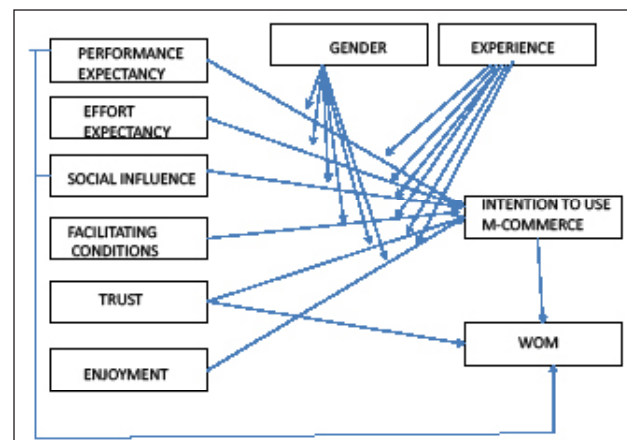 PERFORMANCE
EXPECTANCY
GENDER
EXPERIENCE
EFFORT
EXPECTANCY
SOCIAL INFLUENCE
INTENTION TO USE
M-COMMERCE
FACILITATING
CONDITIONS
TRUST
WOM
ENJOYMENT